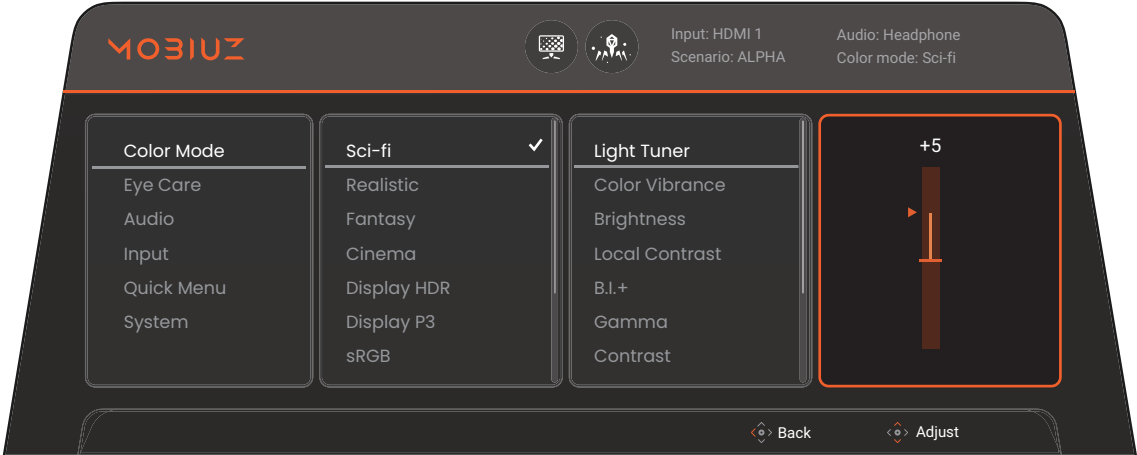 MOBIUZ
Input: HDMI 1
Scenario: ALPHA
Audio: Headphone
Color mode: Sci-fi
Color Mode
Eye Care
Audio
Input
Quick Menu
System
Sci-fi
Realistic
Fantasy
Cinema
Display HDR
Display P3
sRGB
Light Tuner
Color Vibrance
Brightness
Local Contrast
B.I.+
Gamma
Contrast
+5
Back
Adjust